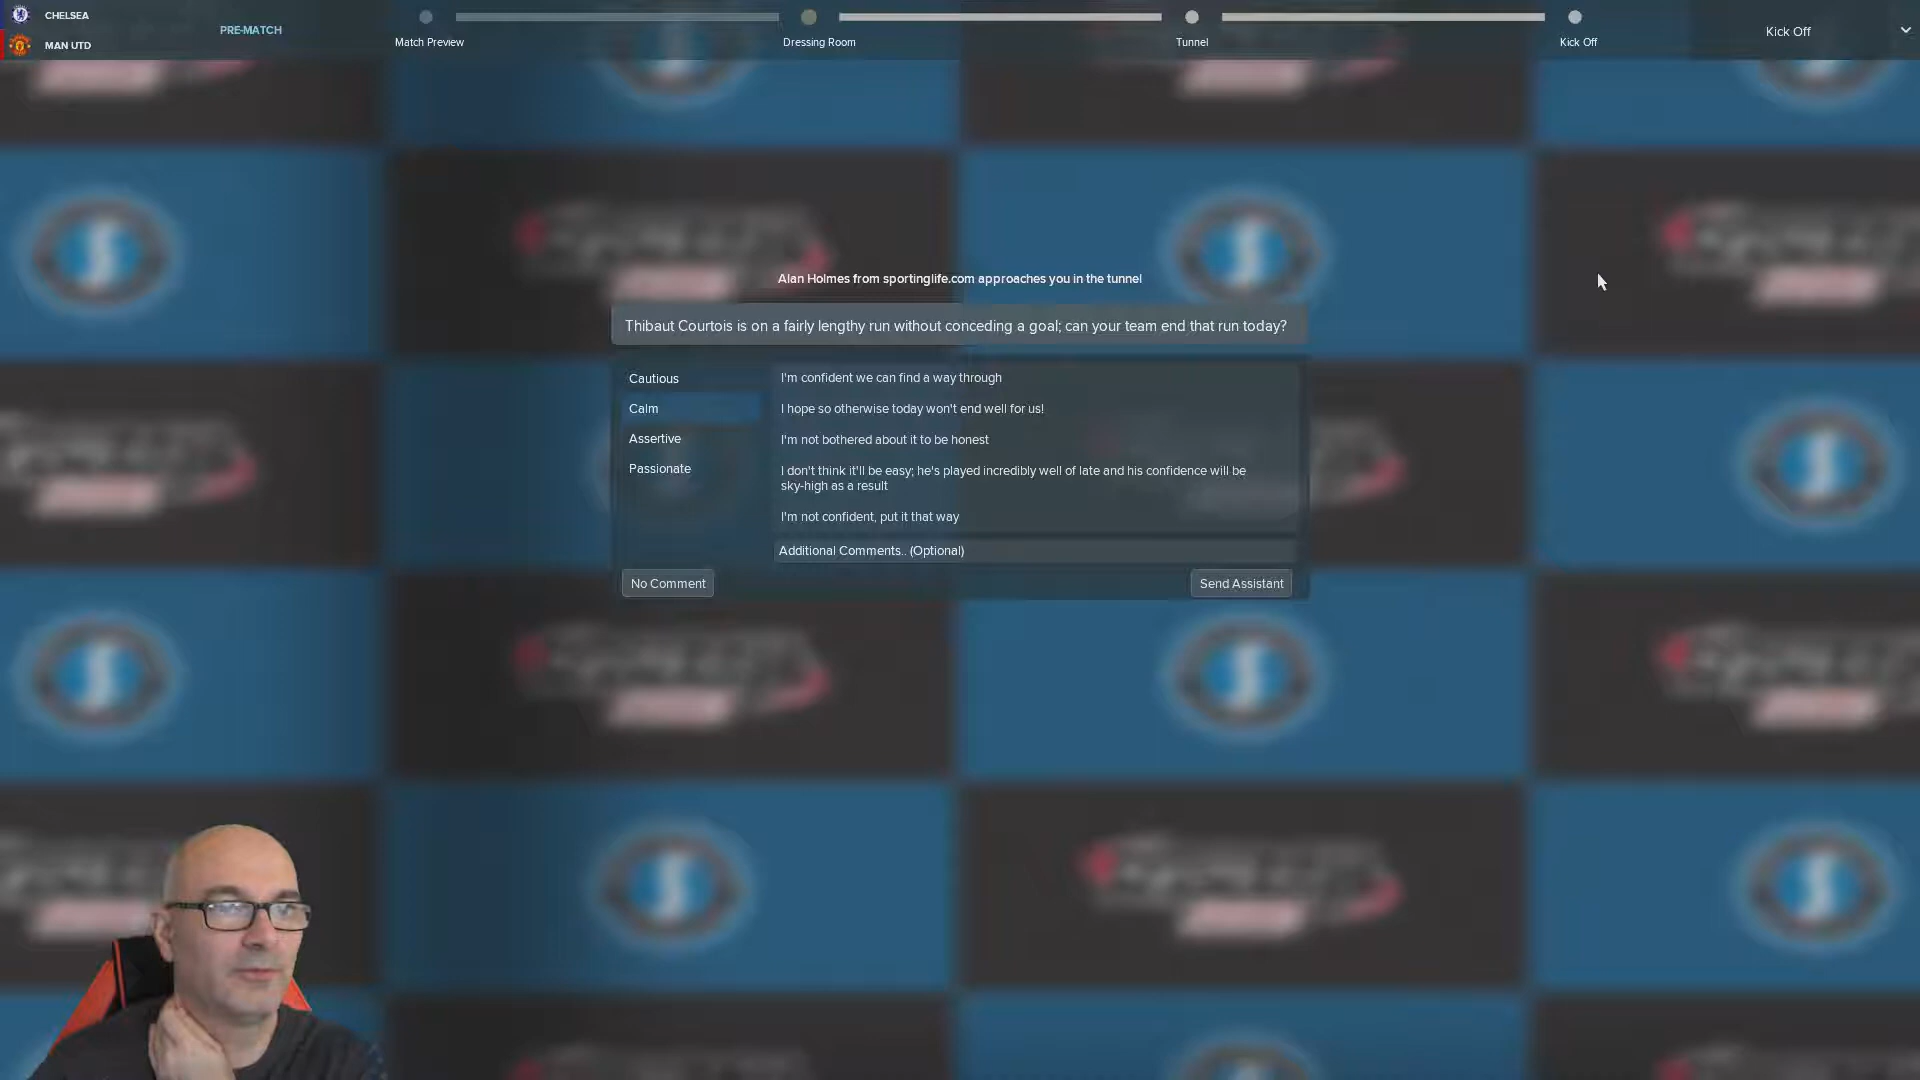 CHELSEA
MAN UTD
PRE-MATCH
Match Preview
Dressing Room
Tunnel
Kick Off
Kick Off
Alan Holmes from sportinglife.com approaches you in the tunnel
Thibaut Courtois is on a fairly lengthy run without conceding a goal; can your team end that run today?
Cautious
Calm
Assertive
Passionate
I'm confident we can find a way through
I hope so otherwise today won't end well for us!
I'm not bothered about it to be honest
I don't think it'll be easy; he's played incredibly well of late and his confidence will be
sky-high as a result
I'm not confident, put it that way
Additional Comments.. (Optional)
No Comment
Send Assistant